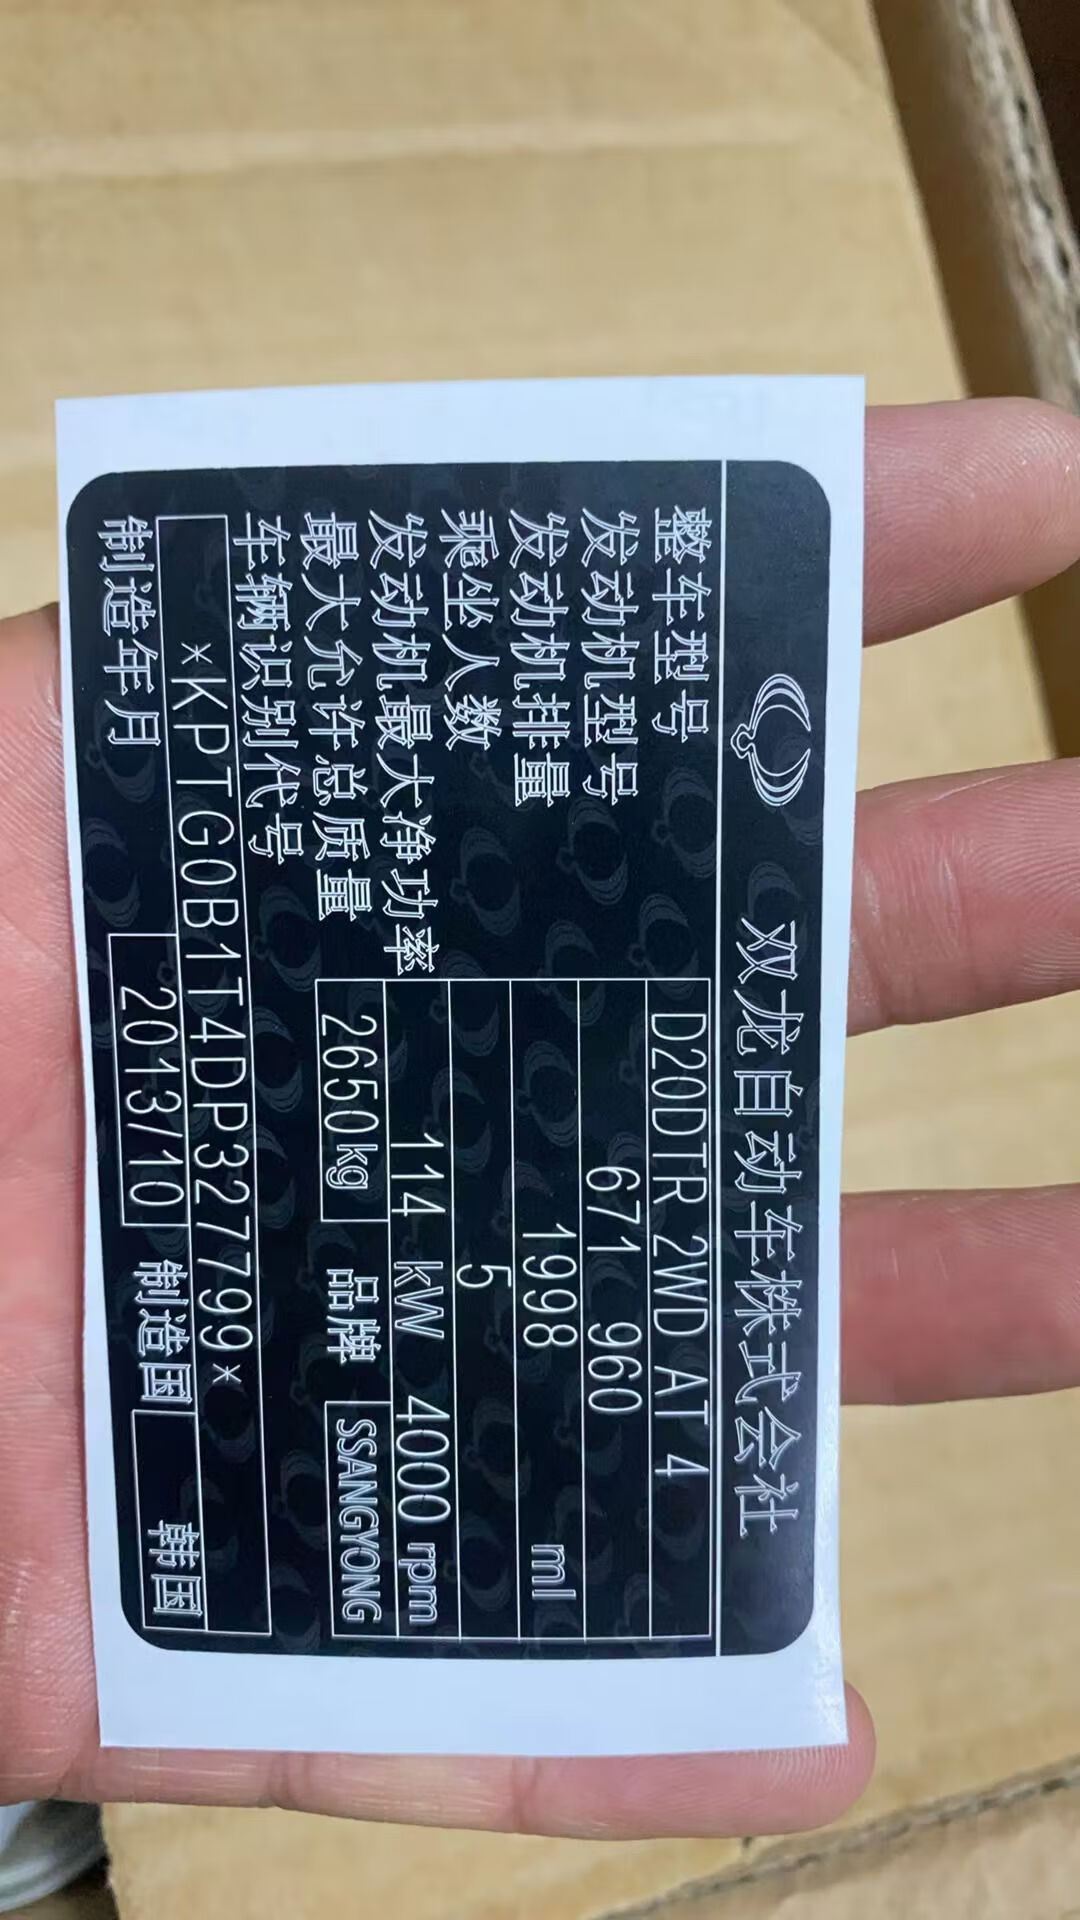 双龙自动车株式会社
整车型号 D20DTR 2WD AT 4
发动机型号 671 960
发动机排量 1998 ml
乘坐人数 5
发动机最大净功率 114 kW 4000 rpm
最大允许总质量 2650kg 品牌 SSANGYONG
车辆识别代号
*KPTG0B1T4DP327799*
制造年月 2013/10 制造国 韩国